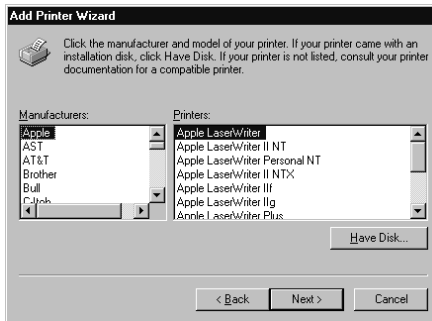 Add Printer Wizard
Click the manufacturer and model of your printer. If your printer came with an
installation disk, click Have Disk. If your printer is not listed, consult your printer
documentation for a compatible printer.
Manufacturers:
Apple
AST
AT&T
Brother
Bull
C-Itoh
Printers:
Apple LaserWriter
Apple LaserWriter II NT
Apple LaserWriter Personal NT
Apple LaserWriter II NTX
Apple LaserWriter IIf
Apple LaserWriter IIg
Apple LaserWriter Plus
Have Disk...
< Back
Next >
Cancel